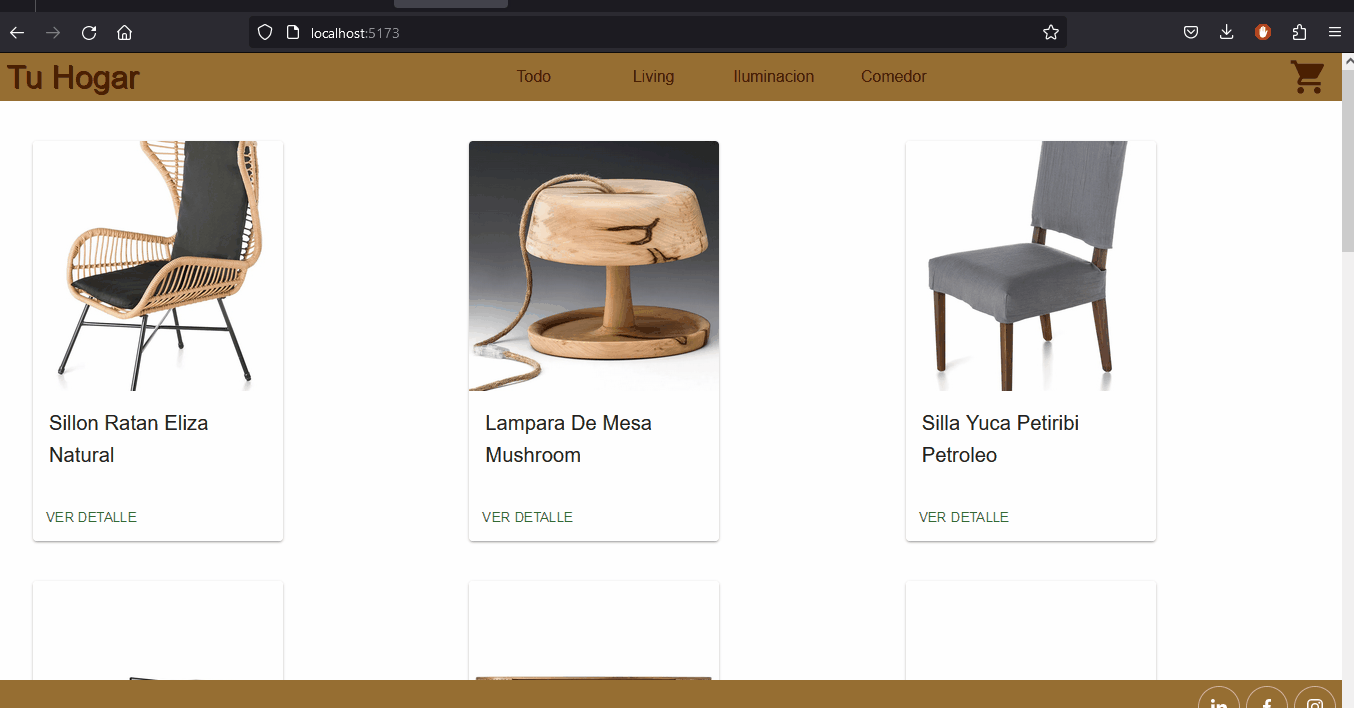 localhost:5173
Tu Hogar
Todo
Living
Iluminacion
Comedor
Sillon Ratan Eliza
Natural
VER DETALLE
Lampara De Mesa
Mushroom
VER DETALLE
Silla Yuca Petiribi
Petroleo
VER DETALLE
in
f